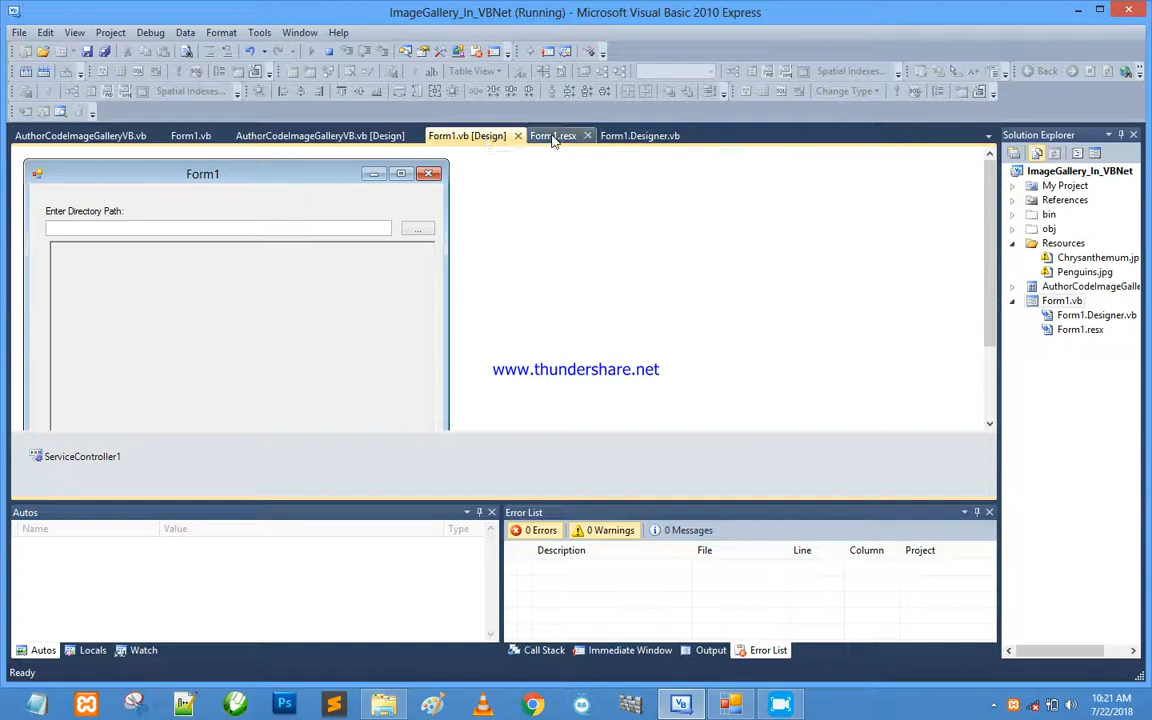 ImageGallery_In_VBNet (Running) - Microsoft Visual Basic 2010 Express
File Edit View Project Debug Data Format Tools Window Help
Table View
Spatial Indexes...
Back
Spatial Indexes...
Change Type
AuthorCodeImageGalleryVB.vb Form1.vb AuthorCodeImageGalleryVB.vb [Design] Form1.vb [Design] Form1.resx Form1.Designer.vb
Solution Explorer
Form1
Enter Directory Path:
...
www.thundershare.net
ServiceController1
ImageGallery_In_VBNet
My Project
References
bin
obj
Resources
Chrysanthemum.jp
Penguins.jpg
AuthorCodeImageGalle
Form1.vb
Form1.Designer.vb
Form1.resx
Autos
Name Value Type
Error List
0 Errors 0 Warnings 0 Messages
Description File Line Column Project
Autos Locals Watch
Call Stack Immediate Window Output Error List
Ready
10:21 AM
7/22/2018